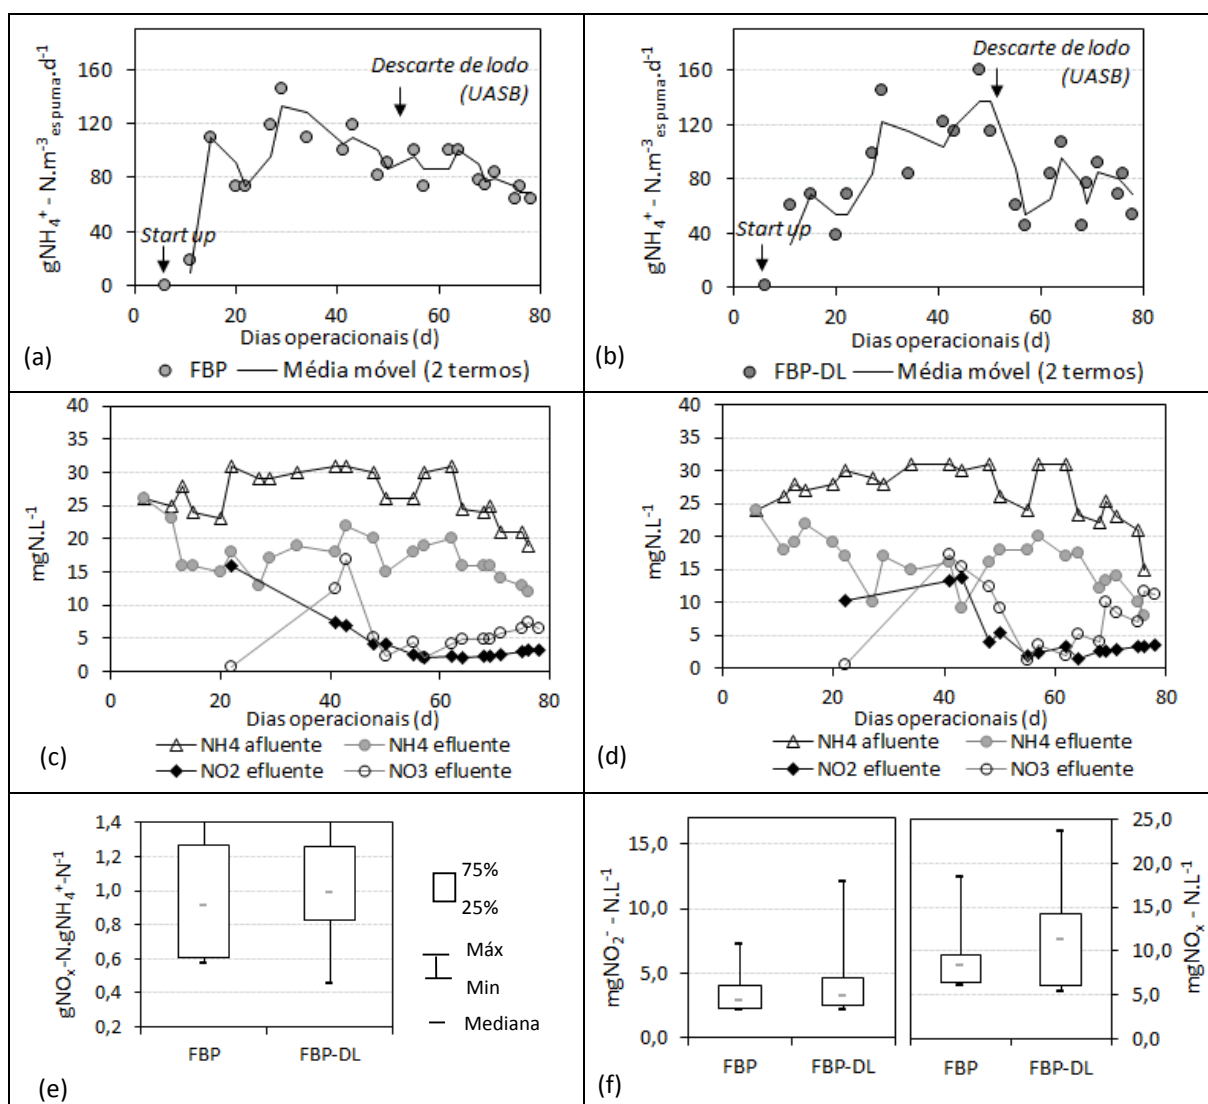 gNH₄⁺ - N.m⁻³ espuma.d⁻¹
160
120
80
40
0
Descarte de lodo
(UASB)
Start up
0 20 40 60 80
Dias operacionais (d)
(a)
FBP Média móvel (2 termos)
gNH₄⁺ - N.m⁻³ espuma.d⁻¹
160
120
80
40
0
Descarte de lodo
(UASB)
Start up
0 20 40 60 80
Dias operacionais (d)
(b)
FBP-DL Média móvel (2 termos)
mgN.L⁻¹
40
35
30
25
20
15
10
5
0
0 20 40 60 80
Dias operacionais (d)
(c)
NH4 afluente NH4 efluente
NO2 efluente NO3 efluente
mgN.L⁻¹
40
35
30
25
20
15
10
5
0
0 20 40 60 80
Dias operacionais (d)
(d)
NH4 afluente NH4 efluente
NO2 efluente NO3 efluente
gNOₓ-N.gNH₄⁺-N⁻¹
1,4
1,2
1,0
0,8
0,6
0,4
0,2
FBP FBP-DL
75%
25%
Máx
Min
Mediana
(e)
mgNO₂⁻ - N.L⁻¹
15,0
10,0
5,0
0,0
FBP FBP-DL
25,0
20,0
15,0
10,0
5,0
0,0
mgNOₓ - N.L⁻¹
FBP FBP-DL
(f)